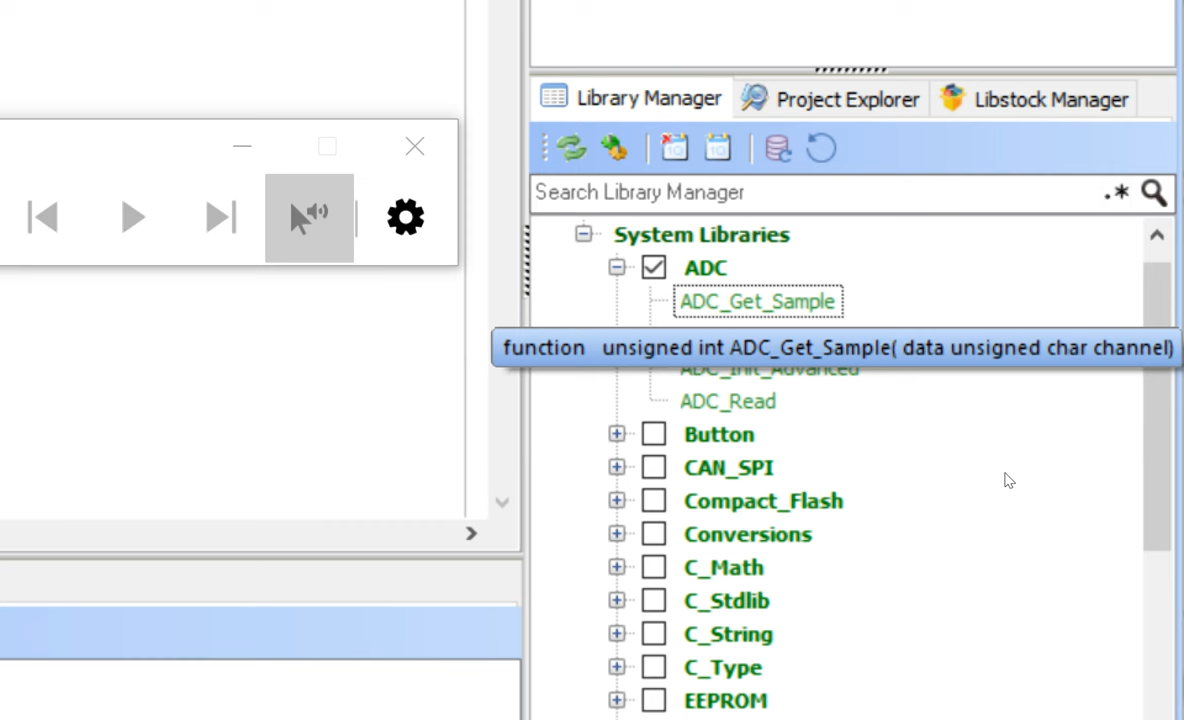 Library Manager Project Explorer Libstock Manager
Search Library Manager .*
System Libraries
ADC
ADC_Get_Sample
function unsigned int ADC_Get_Sample( data unsigned char channel)
ADC_Init_Advanced
ADC_Read
Button
CAN_SPI
Compact_Flash
Conversions
C_Math
C_Stdlib
C_String
C_Type
EEPROM